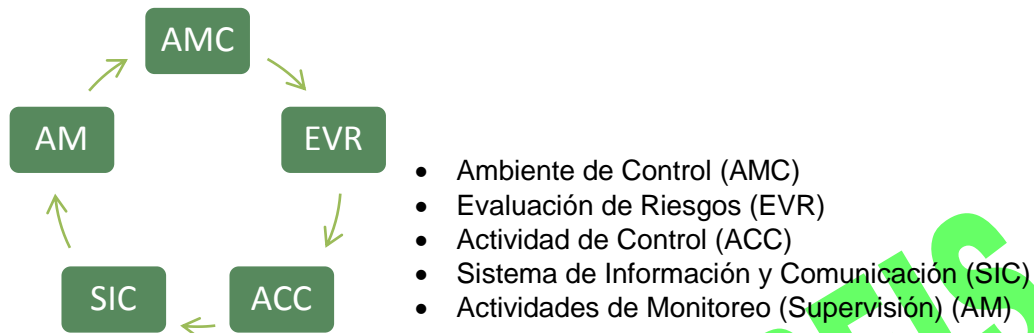 AMC
AM
EVR
SIC
ACC
• Ambiente de Control (AMC)
• Evaluación de Riesgos (EVR)
• Actividad de Control (ACC)
• Sistema de Información y Comunicación (SIC)
• Actividades de Monitoreo (Supervisión) (AM)